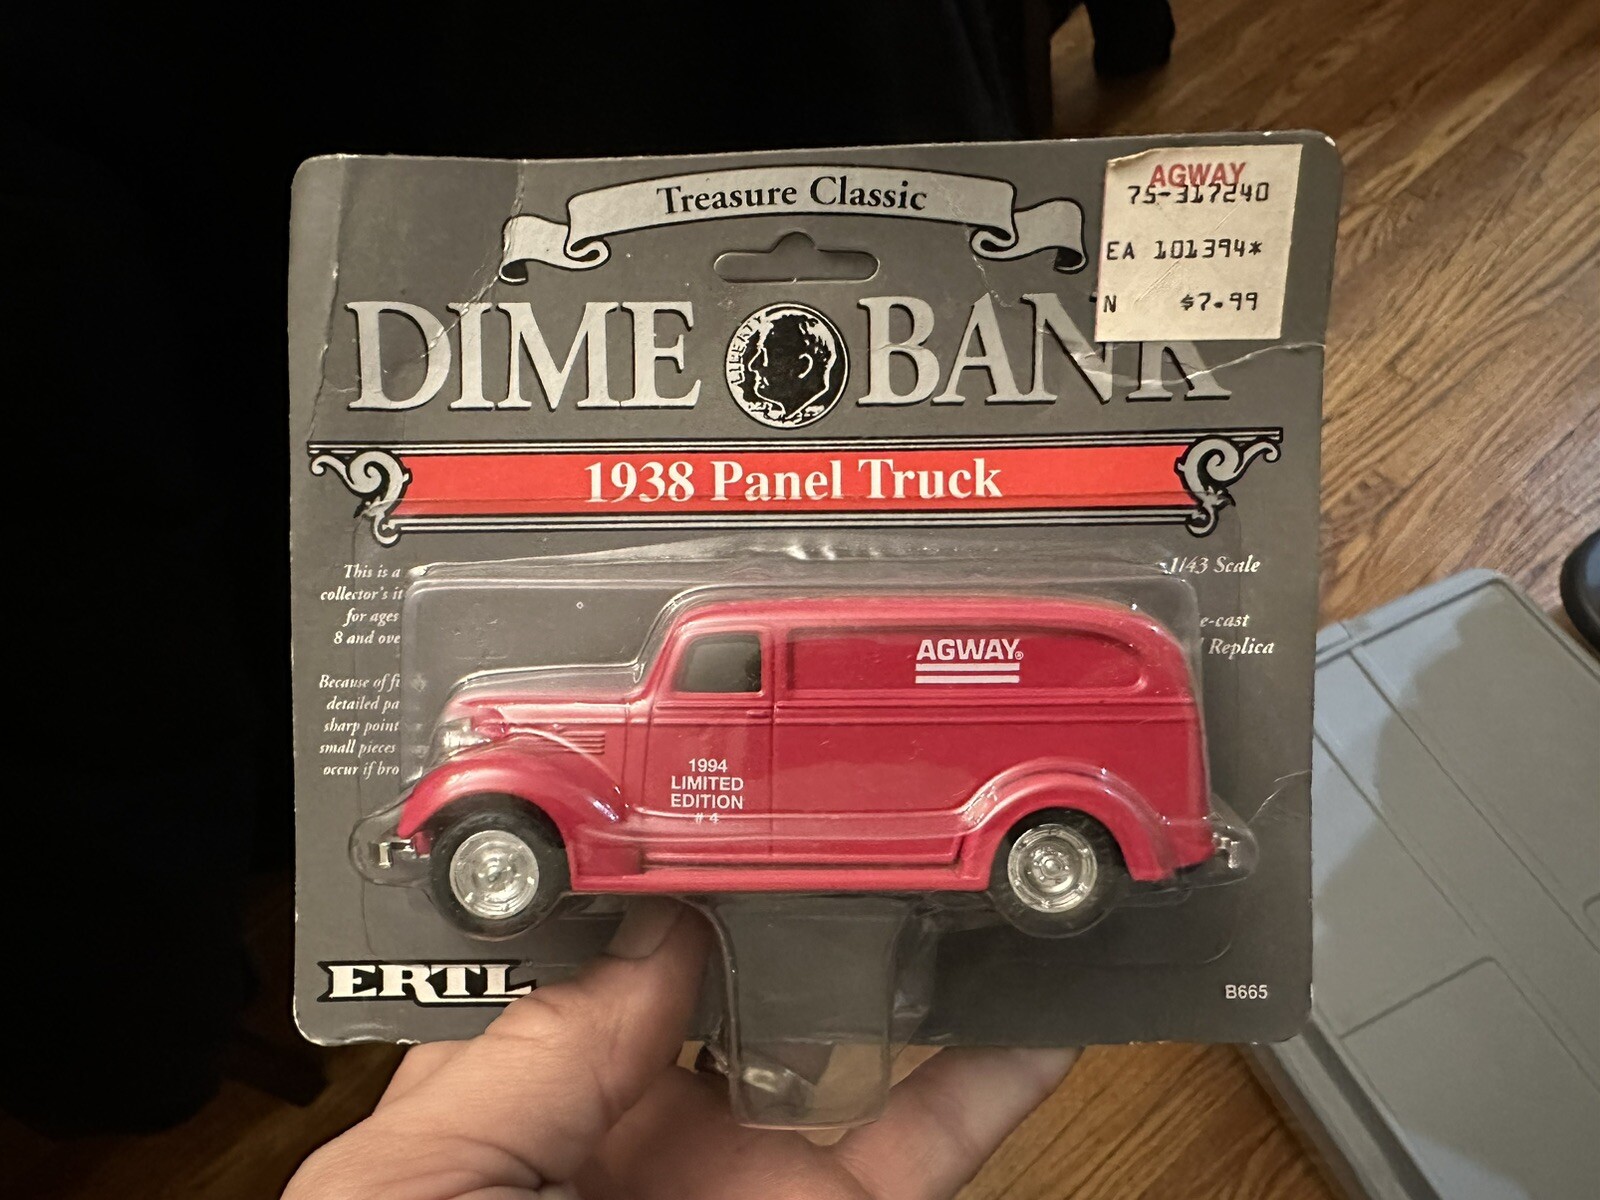 Treasure Classic
AGWAY
75-317240
EA 101394*
N $7.99
DIME BANK
LIBERTY
1938 Panel Truck
This is a
collector's it
for ages
8 and ove
Because of fi
detailed pa
sharp point
small pieces
occur if bro
1/43 Scale
e-cast
Replica
AGWAY®
1994
LIMITED
EDITION
# 4
ERTL
B665